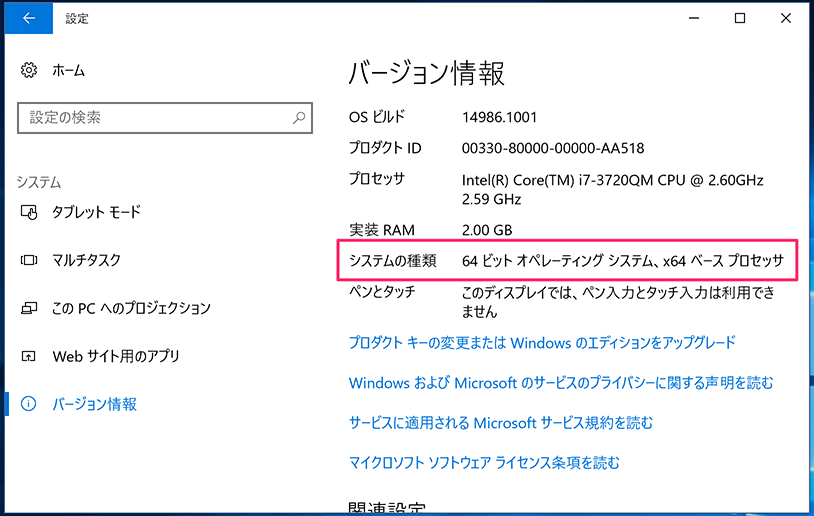 設定
ホーム
設定の検索
システム
タブレット モード
マルチタスク
この PC へのプロジェクション
Web サイト用のアプリ
バージョン情報
バージョン情報
OS ビルド 14986.1001
プロダクト ID 00330-80000-00000-AA518
プロセッサ Intel(R) Core(TM) i7-3720QM CPU @ 2.60GHz
2.59 GHz
実装 RAM 2.00 GB
システムの種類 64 ビット オペレーティング システム、x64 ベース プロセッサ
ペンとタッチ このディスプレイでは、ペン入力とタッチ入力は利用でき
ません
プロダクト キーの変更または Windows のエディションをアップグレード
Windows および Microsoft のサービスのプライバシーに関する声明を読む
サービスに適用される Microsoft サービス規約を読む
マイクロソフト ソフトウェア ライセンス条項を読む
関連設定